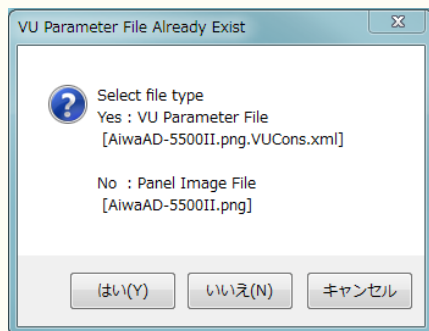 VU Parameter File Already Exist
Select file type
Yes : VU Parameter File
[AiwaAD-5500II.png.VUCons.xml]
No : Panel Image File
[AiwaAD-5500II.png]
はい(Y)
いいえ(N)
キャンセル